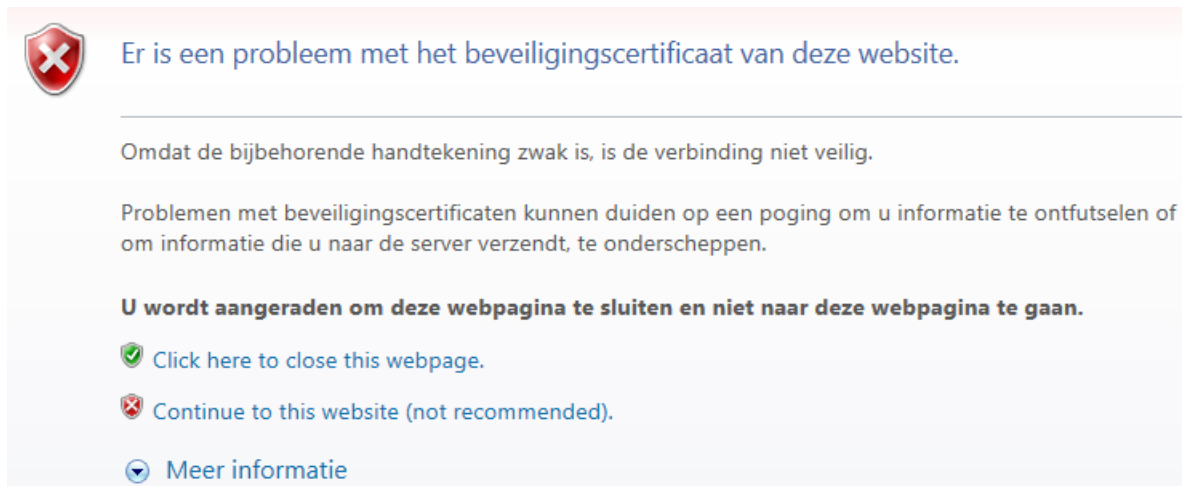 Er is een probleem met het beveiligingscertificaat van deze website.
Omdat de bijbehorende handtekening zwak is, is de verbinding niet veilig.
Problemen met beveiligingscertificaten kunnen duiden op een poging om u informatie te ontfutselen of
om informatie die u naar de server verzendt, te onderscheppen.
U wordt aangeraden om deze webpagina te sluiten en niet naar deze webpagina te gaan.
Click here to close this webpage.
Continue to this website (not recommended).
Meer informatie